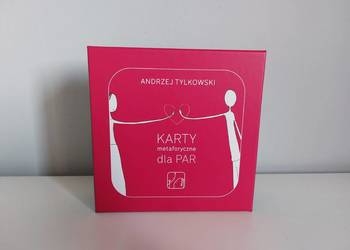 ANDRZEJ TYLKOWSKI
KARTY
metaforyczne
dla PAR